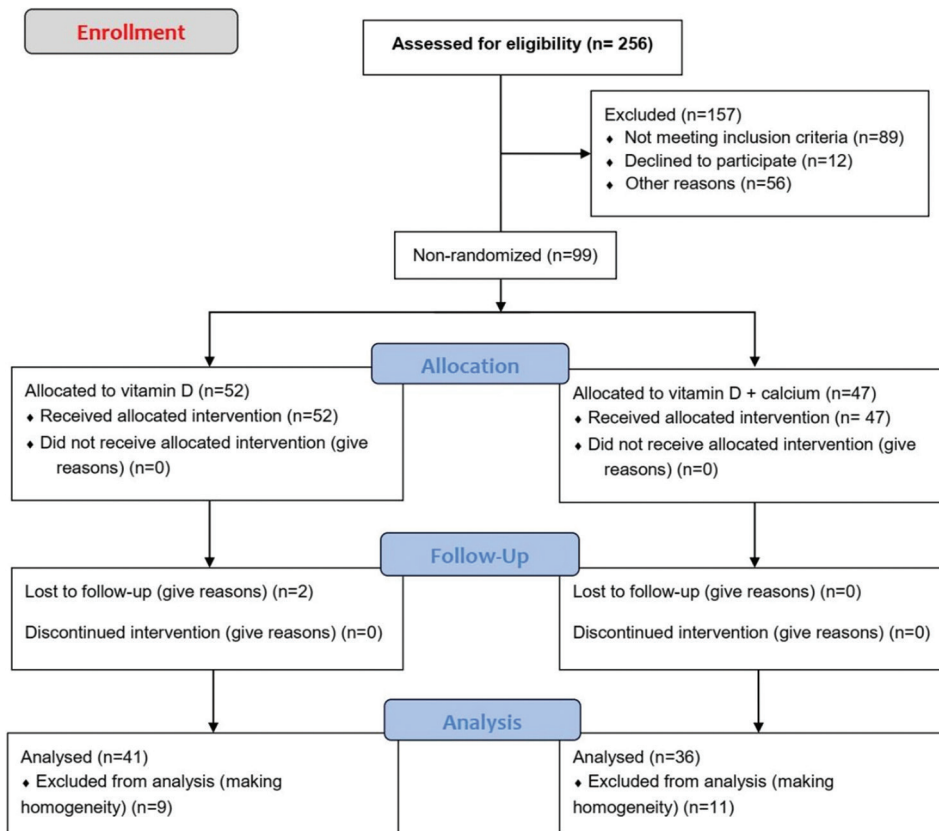 Enrollment
Assessed for eligibility (n= 256)
Excluded (n=157)
♦ Not meeting inclusion criteria (n=89)
♦ Declined to participate (n=12)
♦ Other reasons (n=56)
Non-randomized (n=99)
Allocation
Allocated to vitamin D (n=52)
♦ Received allocated intervention (n=52)
♦ Did not receive allocated intervention (give
reasons) (n=0)
Allocated to vitamin D + calcium (n=47)
♦ Received allocated intervention (n= 47)
♦ Did not receive allocated intervention (give
reasons) (n=0)
Follow-Up
Lost to follow-up (give reasons) (n=2)
Discontinued intervention (give reasons) (n=0)
Lost to follow-up (give reasons) (n=0)
Discontinued intervention (give reasons) (n=0)
Analysis
Analysed (n=41)
♦ Excluded from analysis (making
homogeneity) (n=9)
Analysed (n=36)
♦ Excluded from analysis (making
homogeneity) (n=11)